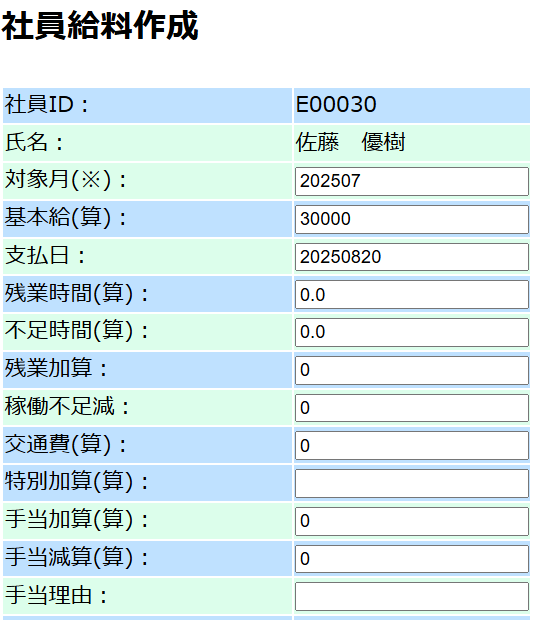 社員給料作成
社員ID： E00030
氏名： 佐藤　優樹
対象月(※)： 202507
基本給(算)： 30000
支払日： 20250820
残業時間(算)： 0.0
不足時間(算)： 0.0
残業加算： 0
稼働不足減： 0
交通費(算)： 0
特別加算(算)：
手当加算(算)： 0
手当減算(算)： 0
手当理由：